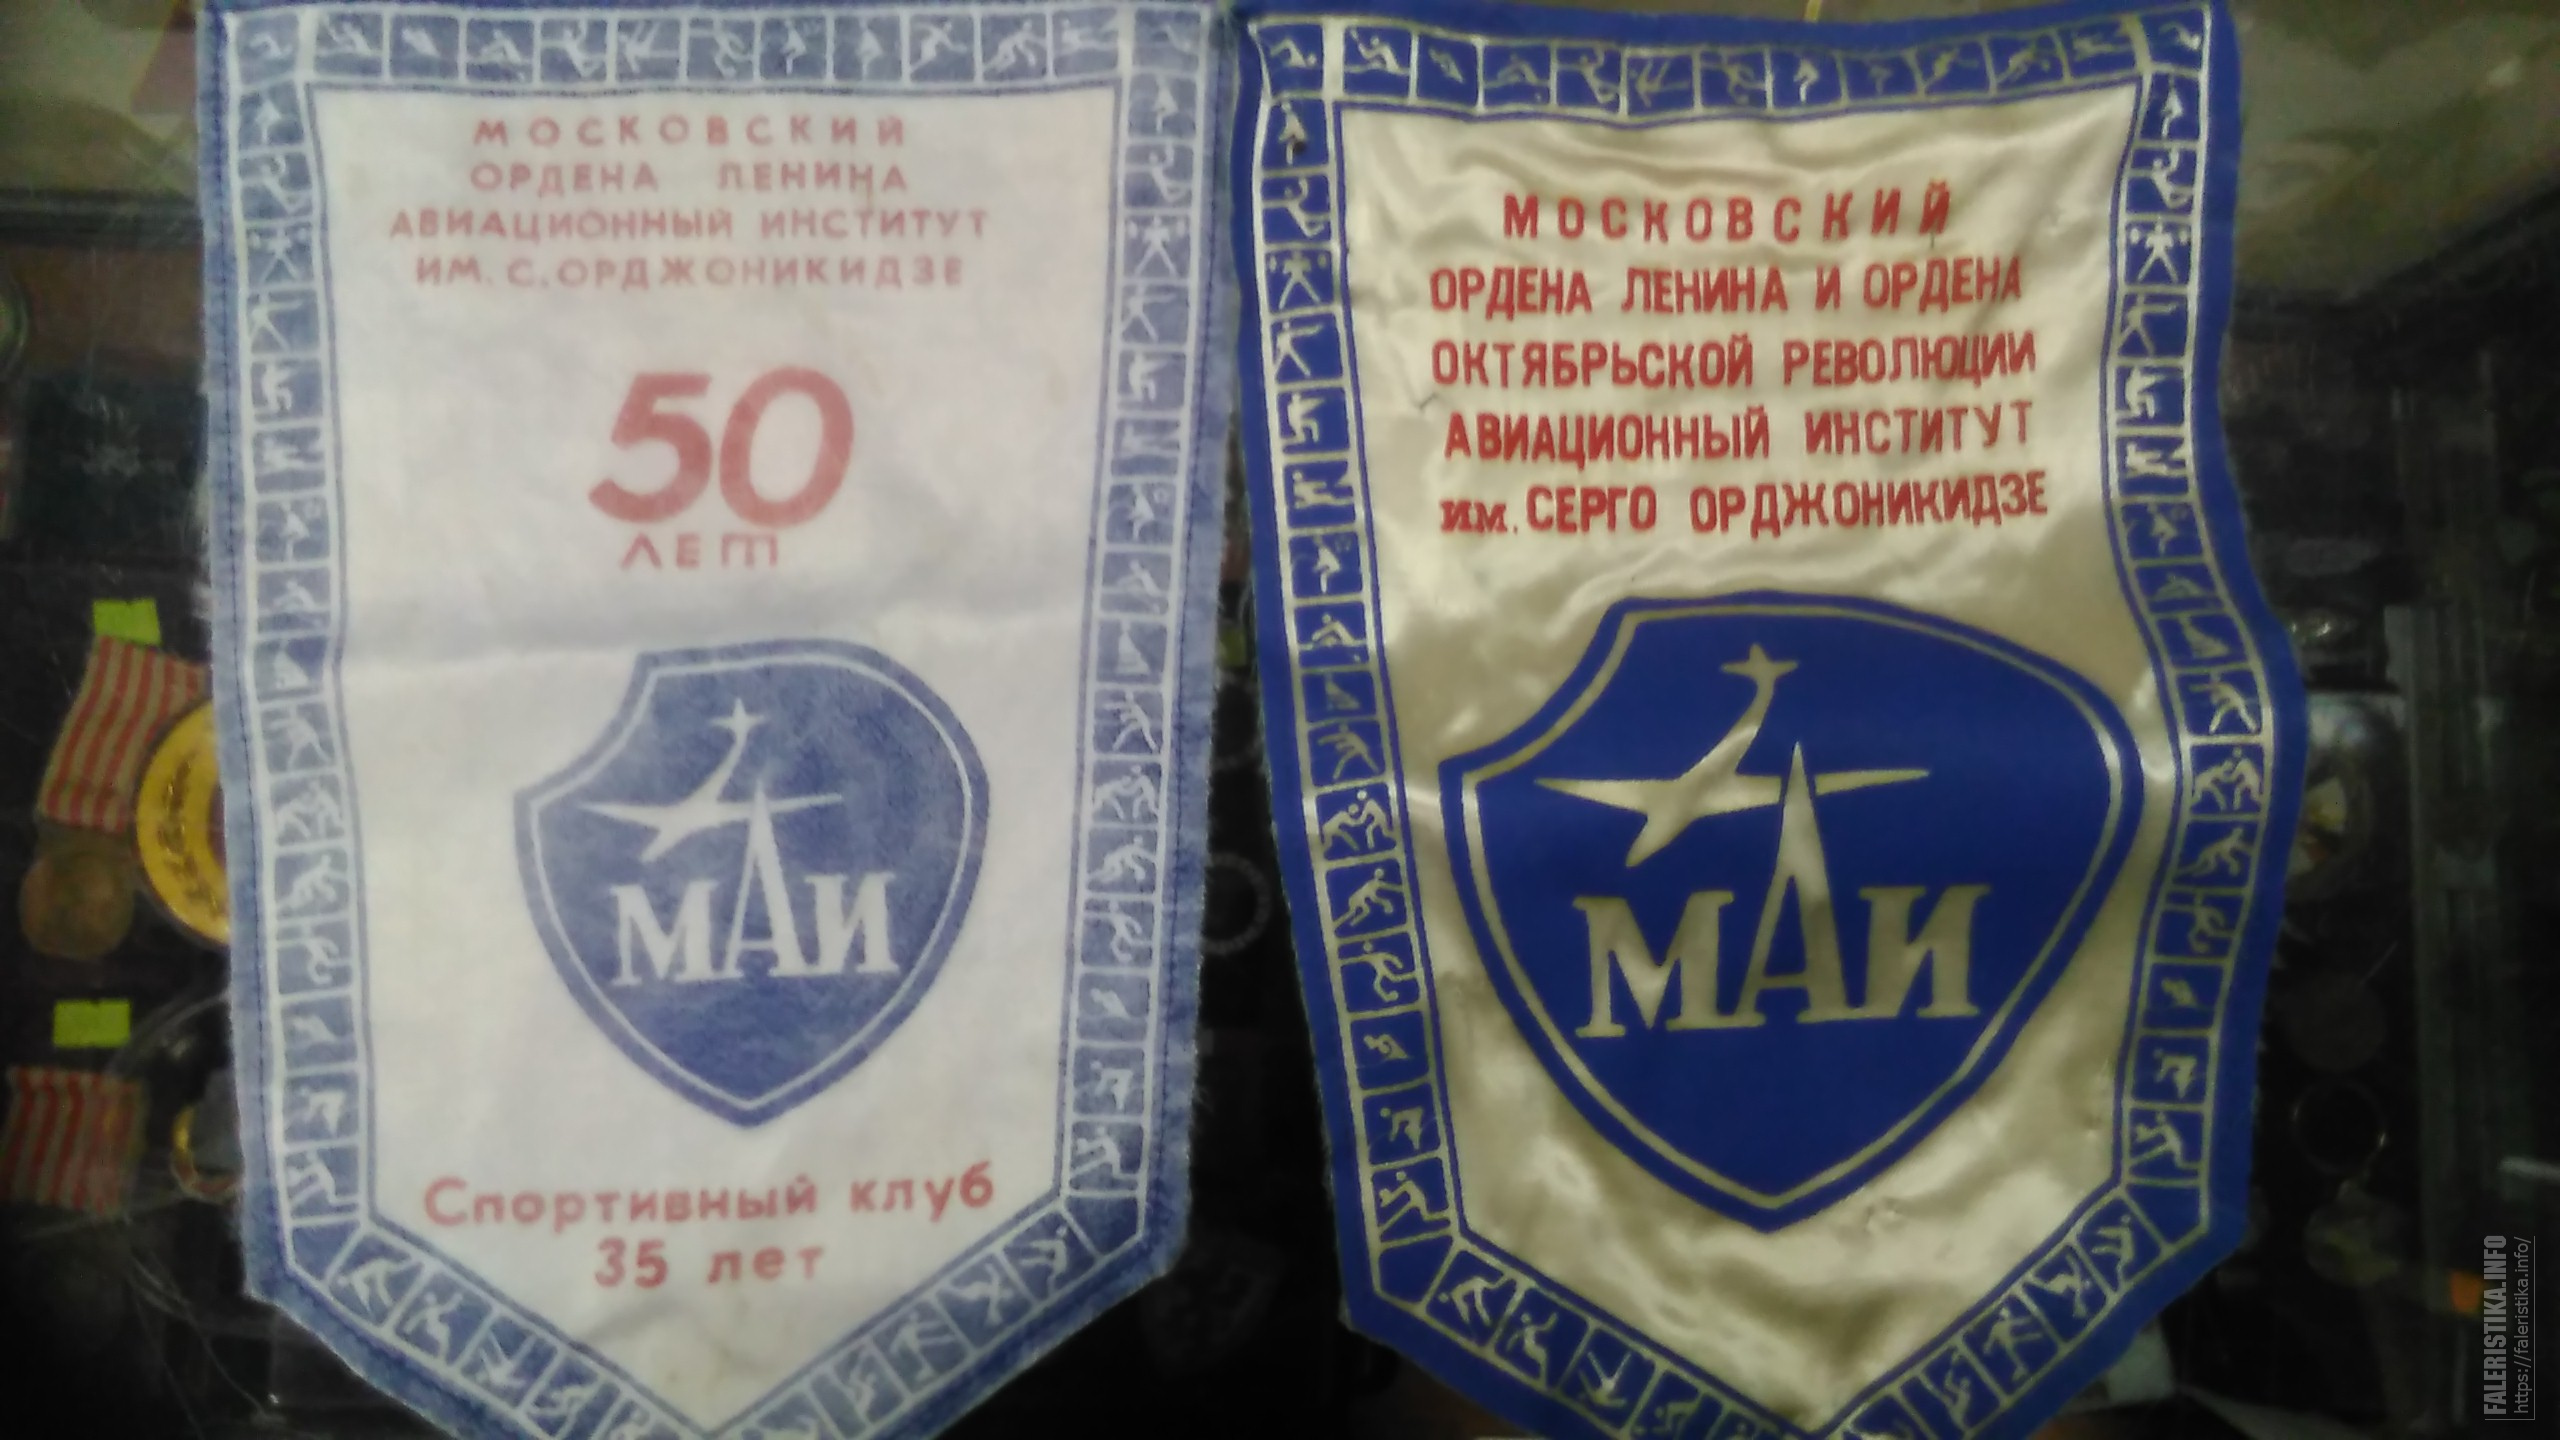 МОСКОВСКИЙ
ОРДЕНА ЛЕНИНА
АВИАЦИОННЫЙ ИНСТИТУТ
ИМ. С. ОРДЖОНИКИДЗЕ
50
ЛЕТ
МАИ
Спортивный клуб
35 лет
МОСКОВСКИЙ
ОРДЕНА ЛЕНИНА И ОРДЕНА
ОКТЯБРЬСКОЙ РЕВОЛЮЦИИ
АВИАЦИОННЫЙ ИНСТИТУТ
им. СЕРГО ОРДЖОНИКИДЗЕ
МАИ
FALERISTIKA.INFO
https://faleristika.info/